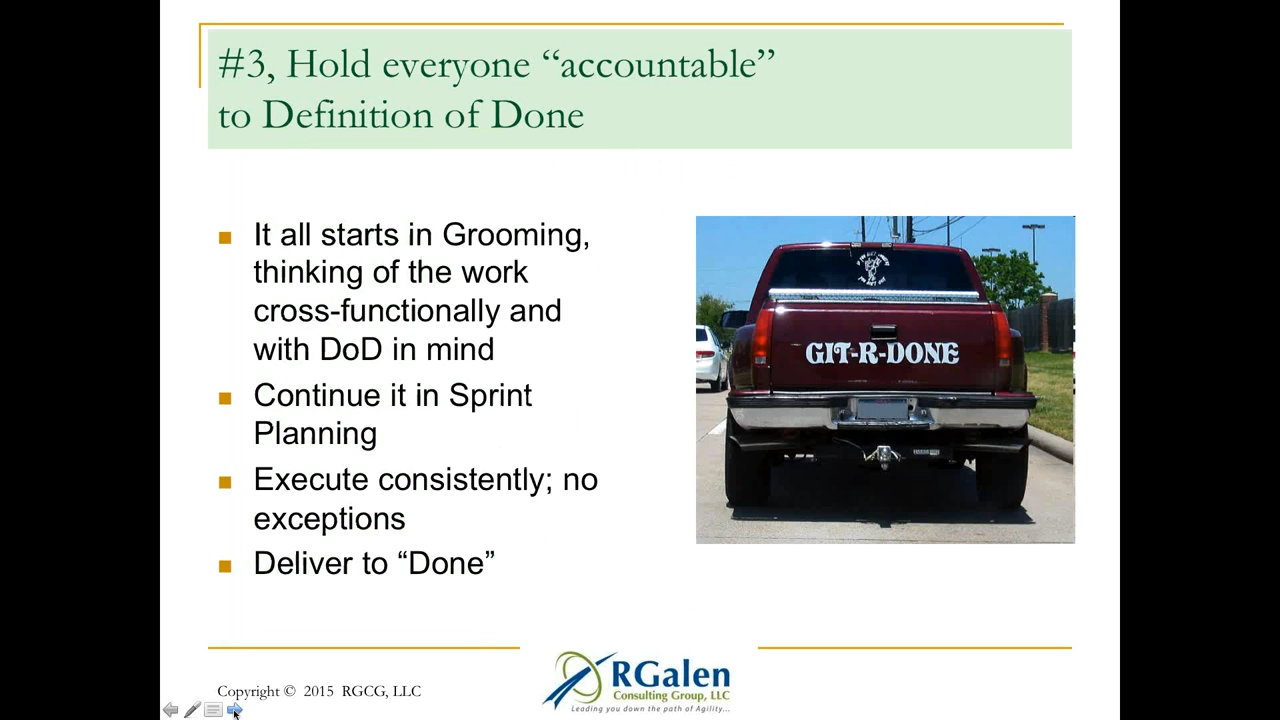 #3, Hold everyone “accountable”
to Definition of Done
It all starts in Grooming,
thinking of the work
cross-functionally and
with DoD in mind
Continue it in Sprint
Planning
Execute consistently; no
exceptions
Deliver to “Done”
GIT-R-DONE
Copyright © 2015 RGCG, LLC
RGalen
Consulting Group, LLC
Leading you down the path of Agility...